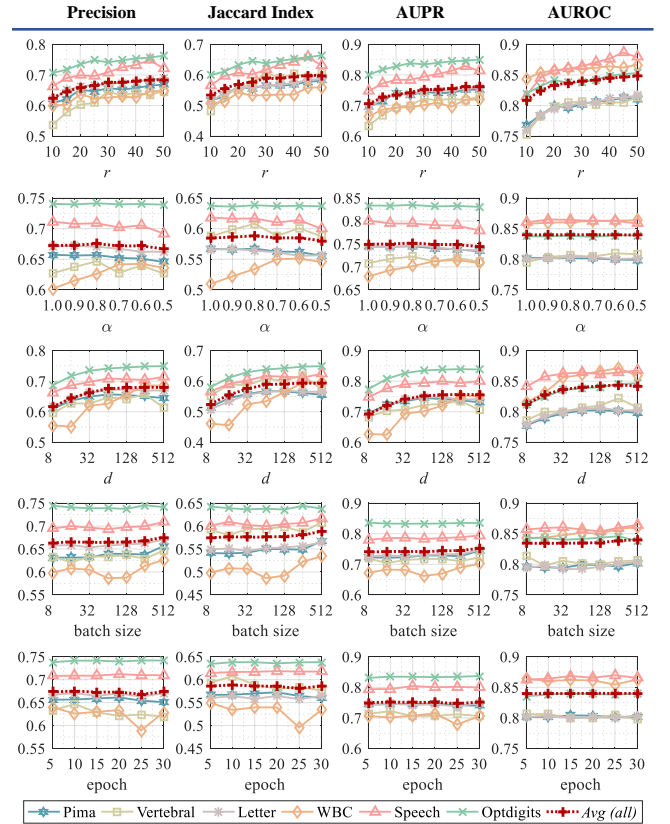 Precision Jaccard Index AUPR AUROC
0.8 0.7 0.9 0.9
0.7 0.6 0.8 0.85
0.6 0.5 0.7 0.8
0.5 0.4 0.6 0.75
10 20 30 40 50 10 20 30 40 50 10 20 30 40 50 10 20 30 40 50
r r r r
0.75 0.65 0.85 0.9
0.7 0.6 0.8 0.85
0.65 0.55 0.75 0.8
0.6 0.5 0.65 0.75
1.0 0.9 0.8 0.7 0.6 0.5 1.0 0.9 0.8 0.7 0.6 0.5 1.0 0.9 0.8 0.7 0.6 0.5 1.0 0.9 0.8 0.7 0.6 0.5
α α α α
0.8 0.7 0.9 0.9
0.7 0.6 0.8 0.85
0.6 0.5 0.7 0.8
0.5 0.4 0.6 0.75
8 32 128 512 8 32 128 512 8 32 128 512 8 32 128 512
d d d d
0.75 0.65 0.9 0.9
0.7 0.6 0.8 0.85
0.65 0.55 0.7 0.8
0.6 0.5 0.6 0.75
0.55 0.45
8 32 128 512 8 32 128 512 8 32 128 512 8 32 128 512
batch size batch size batch size batch size
0.75 0.65 0.9 0.9
0.7 0.6 0.8 0.85
0.65 0.55 0.7 0.8
0.6 0.5 0.6 0.75
0.55 0.45
5 10 15 20 25 30 5 10 15 20 25 30 5 10 15 20 25 30 5 10 15 20 25 30
epoch epoch epoch epoch
Pima Vertebral Letter WBC Speech Optdigits Avg (all)